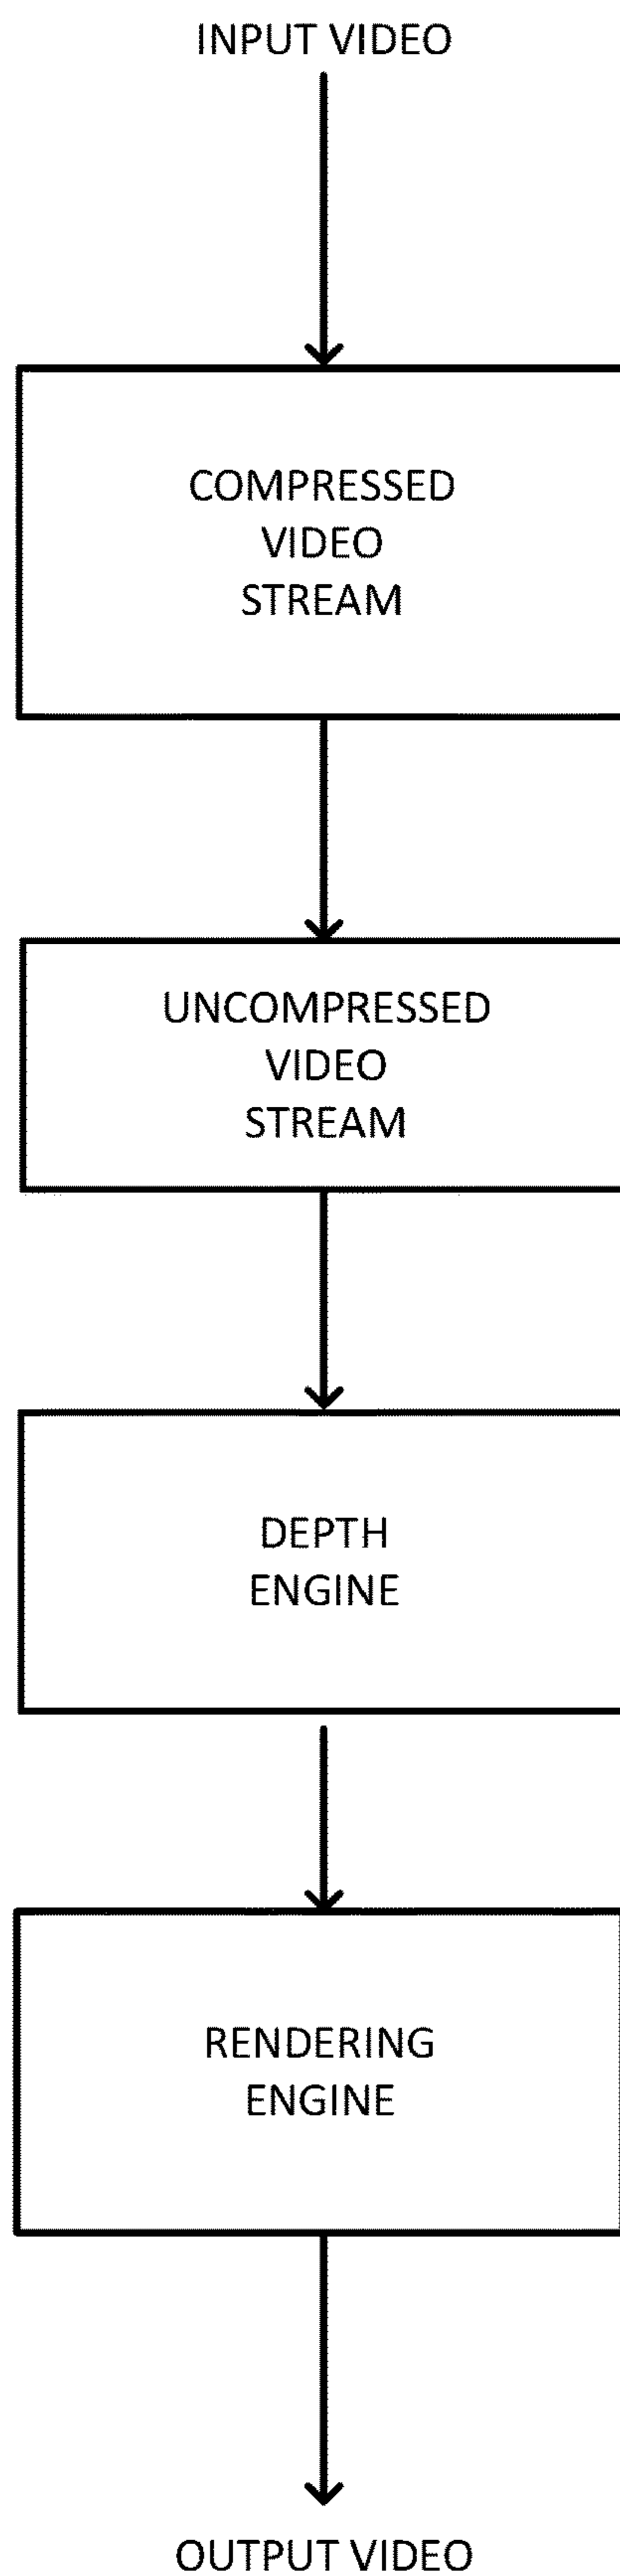 INPUT VIDEO
COMPRESSED
VIDEO
STREAM
UNCOMPRESSED
VIDEO
STREAM
DEPTH
ENGINE
RENDERING
ENGINE
OUTPUT VIDEO